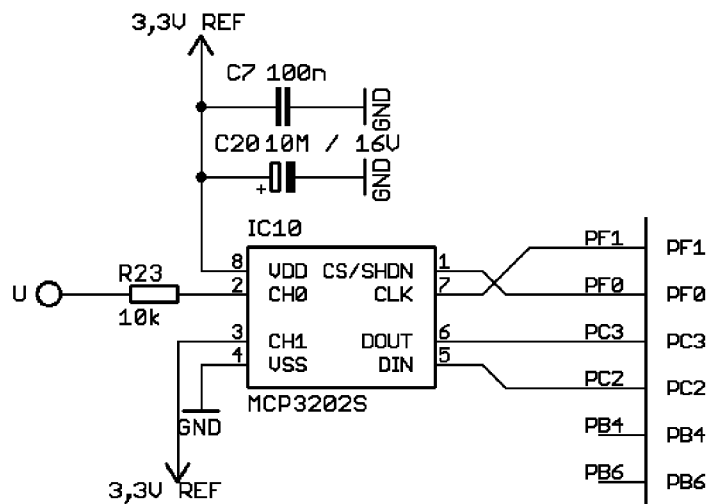 3,3V REF
C7 100n
GND
C20 10M / 16V
+
GND
IC10
PF1 PF1
8 VDD CS/SHDN 1
R23
U
2 CH0 CLK 7
PF0 PF0
10k
3 CH1 DOUT 6
PC3 PC3
4 VSS DIN 5
PC2 PC2
MCP3202S
GND
PB4 PB4
3,3V REF
PB6 PB6